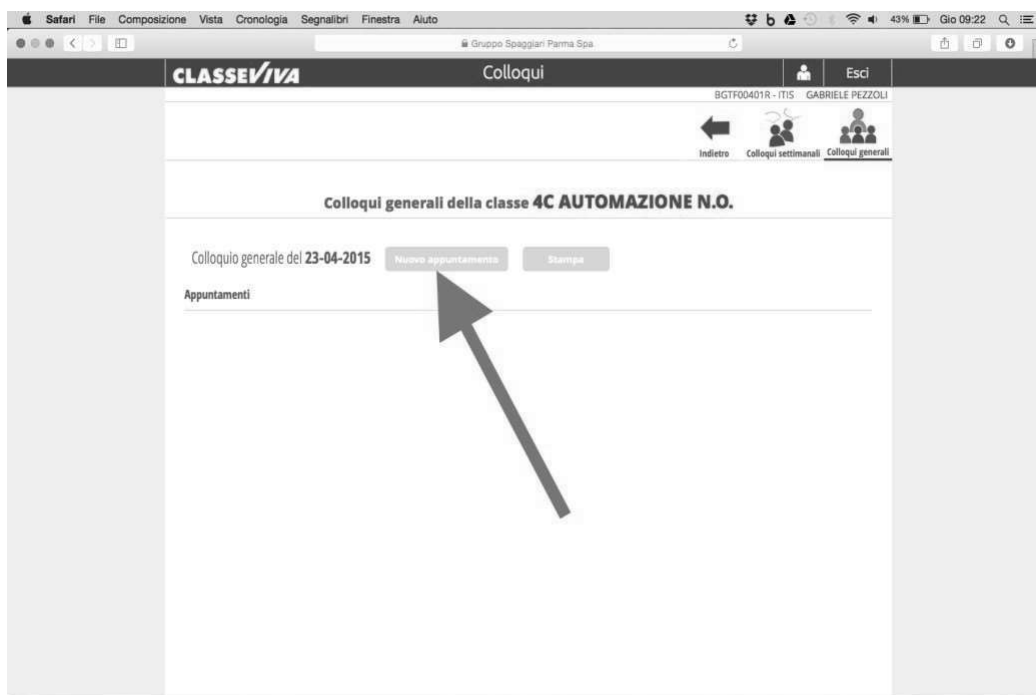 Safari File Composizione Vista Cronologia Segnalibri Finestra Aiuto 43% Gio 09:22
Gruppo Spaggiari Parma Spa
CLASSEVIVA Colloqui Esci
BGTF00401R - ITIS GABRIELE PEZZOLI
Indietro Colloqui settimanali Colloqui generali
Colloqui generali della classe 4C AUTOMAZIONE N.O.
Colloquio generale del 23-04-2015 Nuovo appuntamento Stampa
Appuntamenti